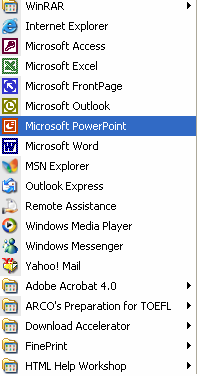 WinRAR
Internet Explorer
Microsoft Access
Microsoft Excel
Microsoft FrontPage
Microsoft Outlook
Microsoft PowerPoint
Microsoft Word
MSN Explorer
Outlook Express
Remote Assistance
Windows Media Player
Windows Messenger
Yahoo! Mail
Adobe Acrobat 4.0
ARCO's Preparation for TOEFL
Download Accelerator
FinePrint
HTML Help Workshop